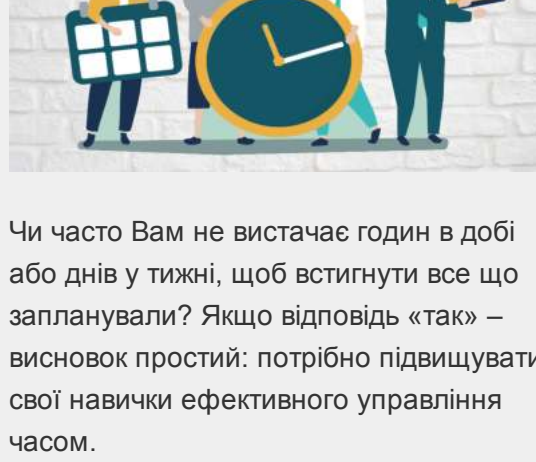 Чи часто Вам не вистачає годин в добі
або днів у тижні, щоб встигнути все що
запланували? Якщо відповідь «так» –
висновок простий: потрібно підвищувати
свої навички ефективного управління
часом.